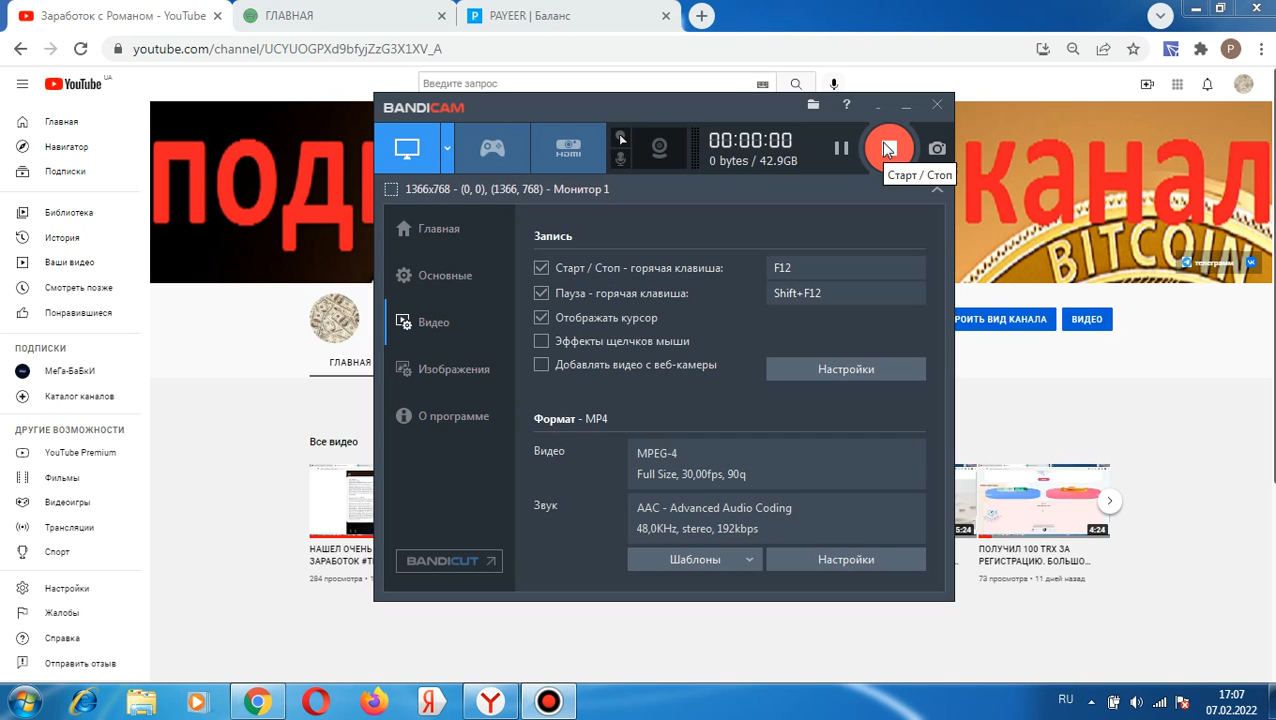 Заработок с Романом - YouTube
ГЛАВНАЯ
PAYEER | Баланс
youtube.com/channel/UCYUOGPXd9bfyjZzG3X1XV_A
YouTube UA
Введите запрос
BANDICAM
HDMI
00:00:00
0 bytes / 42.9GB
Старт / Стоп
1366x768 - (0, 0), (1366, 768) - Монитор 1
Главная
Навигатор
Подписки
Библиотека
История
Ваши видео
Смотреть позже
Понравившиеся
ПОДПИСКИ
МеГа-БаБкИ
Каталог каналов
ДРУГИЕ ВОЗМОЖНОСТИ
YouTube Premium
Фильмы
Видеоигры
Трансляции
Спорт
Настройки
Жалобы
Справка
Отправить отзыв
ПОД
канал
BITCOIN
телеграмм
РОИТЬ ВИД КАНАЛА
ВИДЕО
ГЛАВНАЯ
Все видео
НАШЕЛ ОЧЕНЬ
ЗАРАБОТОК #Т
284 просмотра •
5:24
4:24
ПОЛУЧИЛ 100 TRX ЗА
РЕГИСТРАЦИЮ. БОЛЬШО...
73 просмотра • 11 дней назад
Главная
Основные
Видео
Изображения
О программе
BANDICUT
Запись
Старт / Стоп - горячая клавиша:
F12
Пауза - горячая клавиша:
Shift+F12
Отображать курсор
Эффекты щелчков мыши
Добавлять видео с веб-камеры
Настройки
Формат - MP4
Видео
MPEG-4
Full Size, 30,00fps, 90q
Звук
AAC - Advanced Audio Coding
48,0KHz, stereo, 192kbps
Шаблоны
Настройки
RU
17:07
07.02.2022